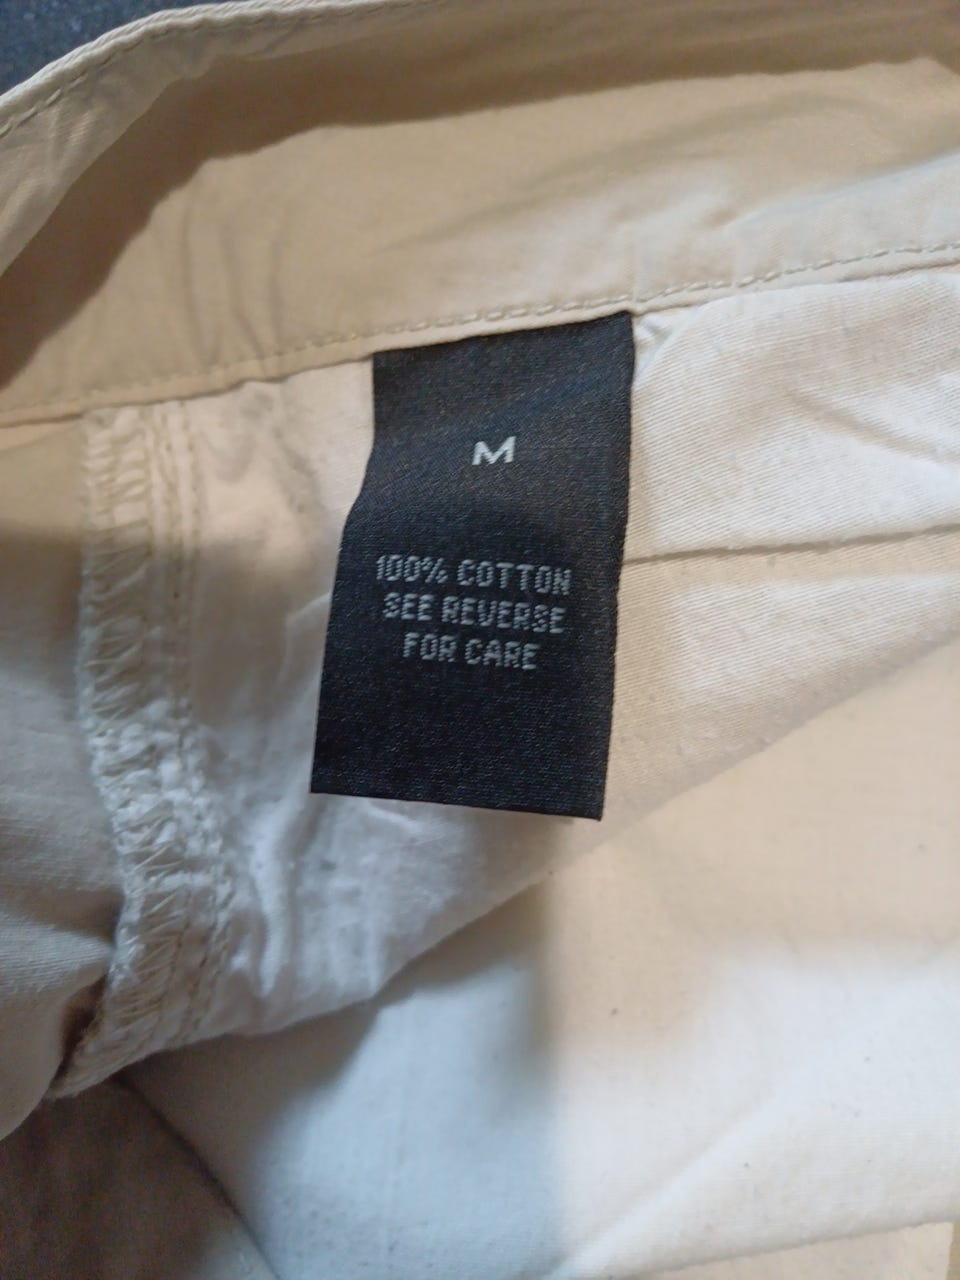 M
100% COTTON
SEE REVERSE
FOR CARE